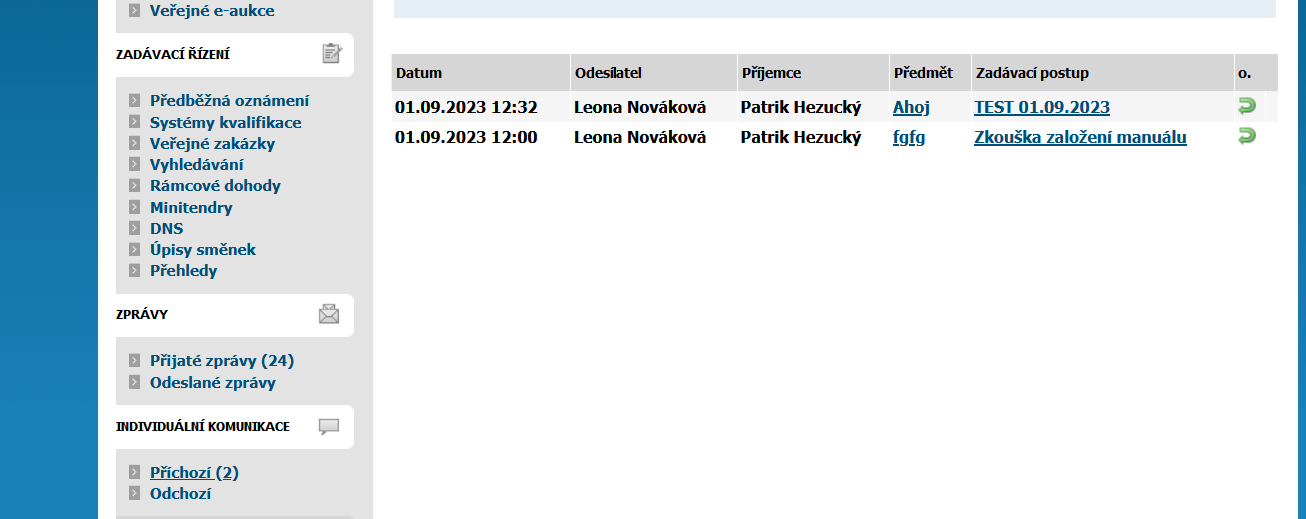 Veřejné e-aukce
ZADÁVACÍ ŘÍZENÍ
Předběžná oznámení
Systémy kvalifikace
Veřejné zakázky
Vyhledávání
Rámcové dohody
Minitendry
DNS
Úpisy směnek
Přehledy
ZPRÁVY
Přijaté zprávy (24)
Odeslané zprávy
INDIVIDUÁLNÍ KOMUNIKACE
Příchozí (2)
Odchozí
Datum Odesílatel Příjemce Předmět Zadávací postup o.
01.09.2023 12:32 Leona Nováková Patrik Hezucký Ahoj TEST 01.09.2023
01.09.2023 12:00 Leona Nováková Patrik Hezucký fgfg Zkouška založení manuálu